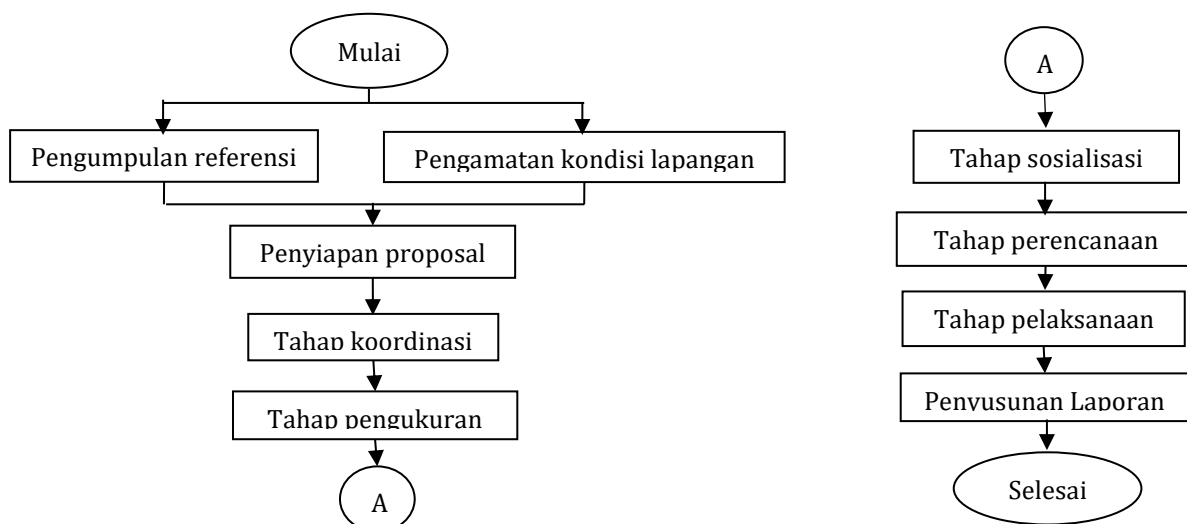 Mulai
Pengumpulan referensi
Pengamatan kondisi lapangan
Penyiapan proposal
Tahap koordinasi
Tahap pengukuran
A
A
Tahap sosialisasi
Tahap perencanaan
Tahap pelaksanaan
Penyusunan Laporan
Selesai